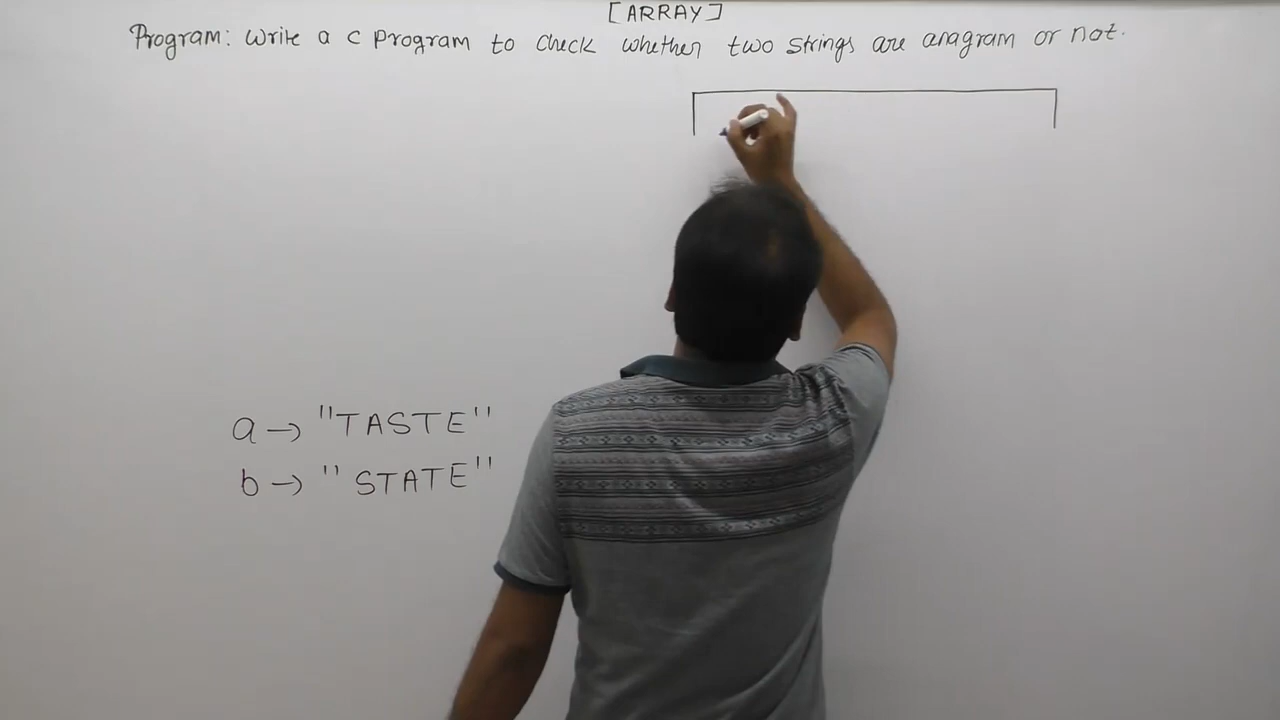 [ARRAY]
Program: Write a c program to check whether two strings are anagram or not.
a → "TASTE"
b → "STATE"